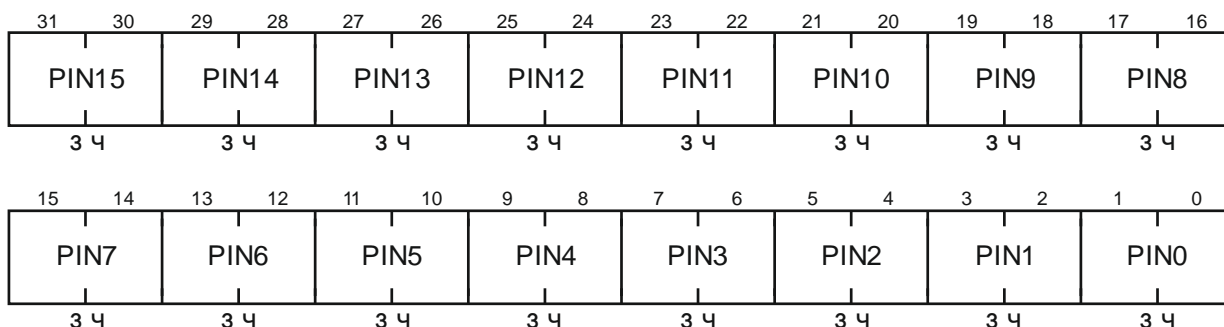 31 30 29 28 27 26 25 24 23 22 21 20 19 18 17 16
PIN15 PIN14 PIN13 PIN12 PIN11 PIN10 PIN9 PIN8
з ч з ч з ч з ч з ч з ч з ч з ч
15 14 13 12 11 10 9 8 7 6 5 4 3 2 1 0
PIN7 PIN6 PIN5 PIN4 PIN3 PIN2 PIN1 PIN0
з ч з ч з ч з ч з ч з ч з ч з ч